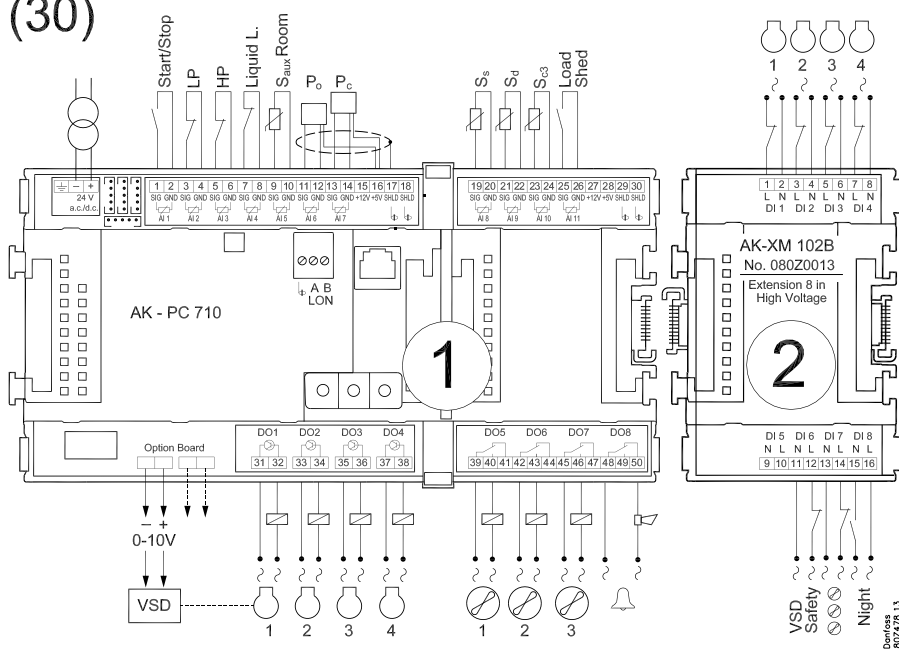 (30)
Start/Stop
LP
HP
Liquid L.
Saux Room
Po
Pc
Ss
Sd
Sc3
Load
Shed
1 2 3 4
– +
24 V
a.c./d.c.
1 2 3 4 5 6 7 8 9 10 11 12 13 14 15 16 17 18
SIG GND SIG GND SIG GND SIG GND SIG GND SIG GND SIG GND +12V +5V SHLD SHLD
AI 1 AI 2 AI 3 AI 4 AI 5 AI 6 AI 7
19 20 21 22 23 24 25 26 27 28 29 30
SIG GND SIG GND SIG GND SIG GND +12V +5V SHLD SHLD
AI 8 AI 9 AI 10 AI 11
1 2 3 4 5 6 7 8
L N L N L N L N
DI 1 DI 2 DI 3 DI 4
A B
LON
AK - PC 710
1
AK-XM 102B
No. 080Z0013
Extension 8 in
High Voltage
2
Option Board
DO1 DO2 DO3 DO4
31 32 33 34 35 36 37 38
DO5 DO6 DO7 DO8
39 40 41 42 43 44 45 46 47 48 49 50
DI 5 DI 6 DI 7 DI 8
N L N L N L N L
9 10 11 12 13 14 15 16
– +
0-10V
VSD
1 2 3 4
1 2 3
VSD
Safety
Night
Danfoss
80Z478.13